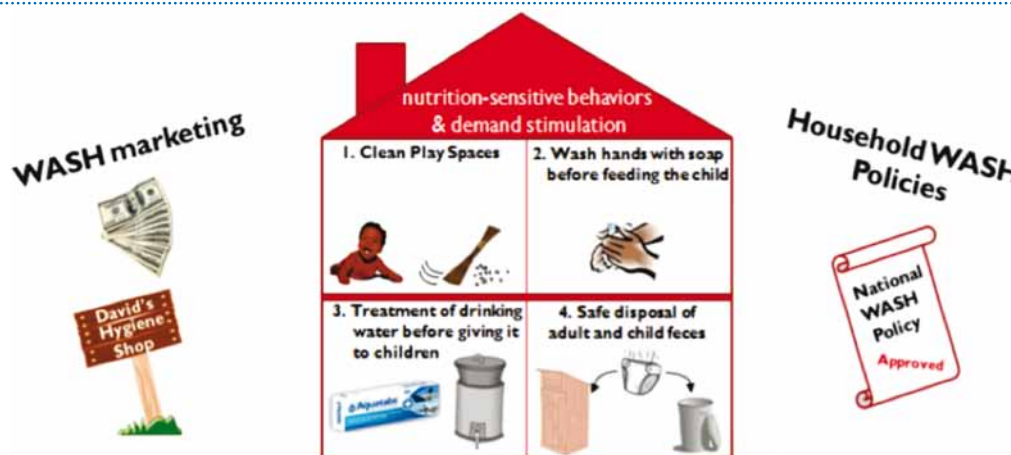 WASH marketing
David's
Hygiene
Shop
nutrition-sensitive behaviors
& demand stimulation
1. Clean Play Spaces
2. Wash hands with soap
before feeding the child
3. Treatment of drinking
water before giving it
to children
Aquatabs
4. Safe disposal of
adult and child feces
Household WASH
Policies
National
WASH
Policy
Approved